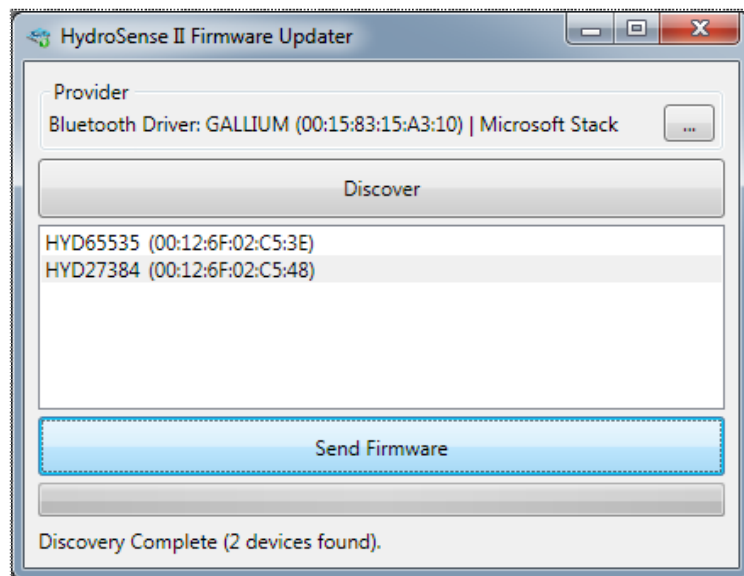 HydroSense II Firmware Updater
Provider
Bluetooth Driver: GALLIUM (00:15:83:15:A3:10) | Microsoft Stack
...
Discover
HYD65535 (00:12:6F:02:C5:3E)
HYD27384 (00:12:6F:02:C5:48)
Send Firmware
Discovery Complete (2 devices found).